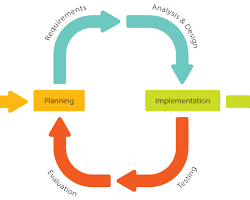 Requirements
Analysis & Design
Planning
Implementation
Evaluation
Testing